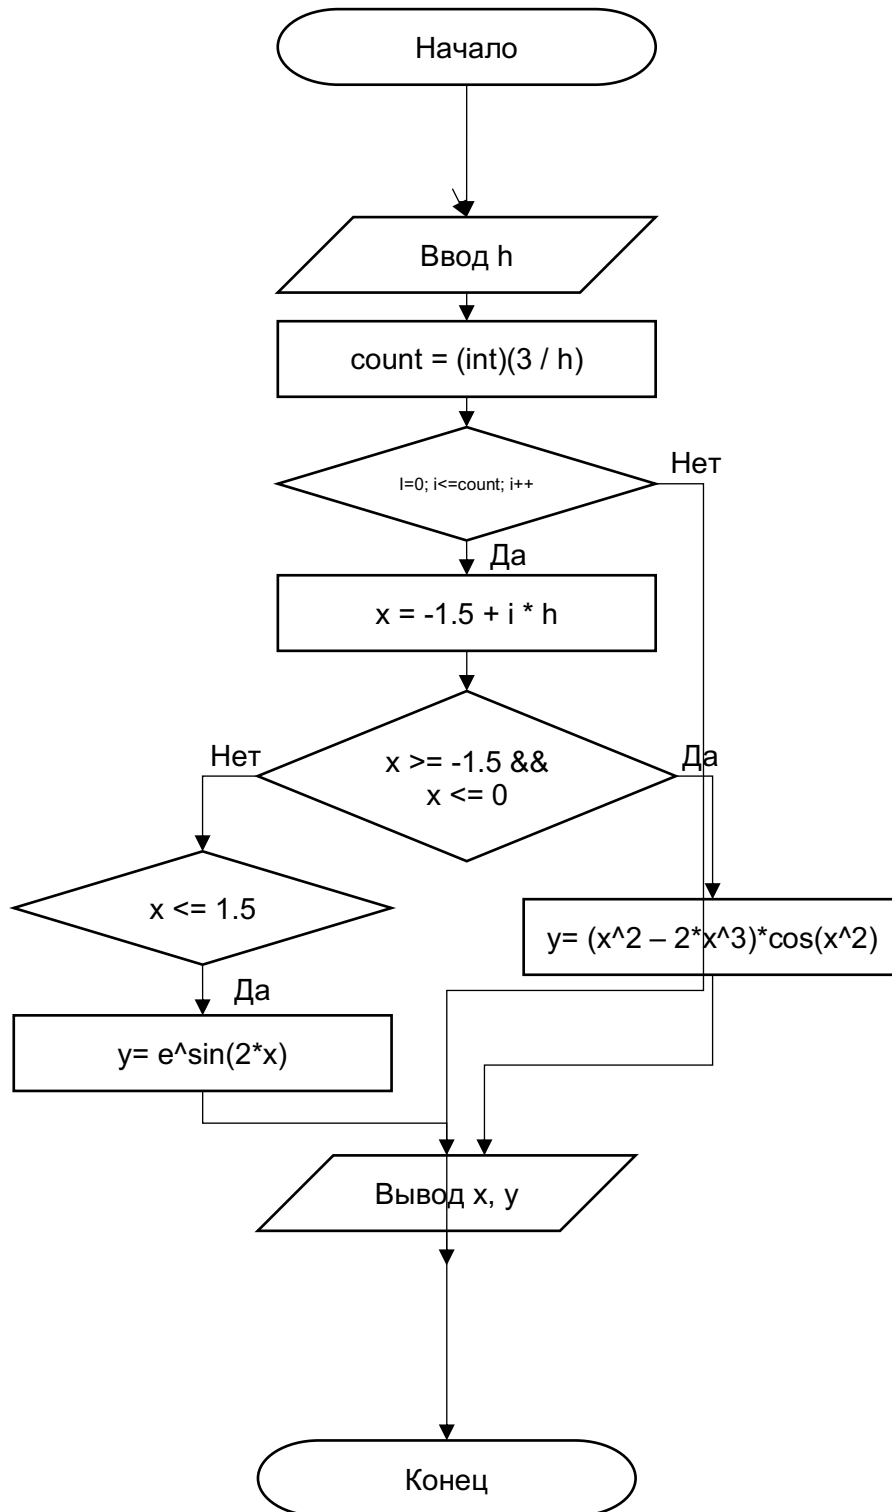 Начало
Ввод h
count = (int)(3 / h)
I=0; i<=count; i++
Нет
Да
x = -1.5 + i * h
Нет
x >= -1.5 &&
x <= 0
Да
x <= 1.5
y= (x^2 – 2*x^3)*cos(x^2)
Да
y= e^sin(2*x)
Вывод x, y
Конец